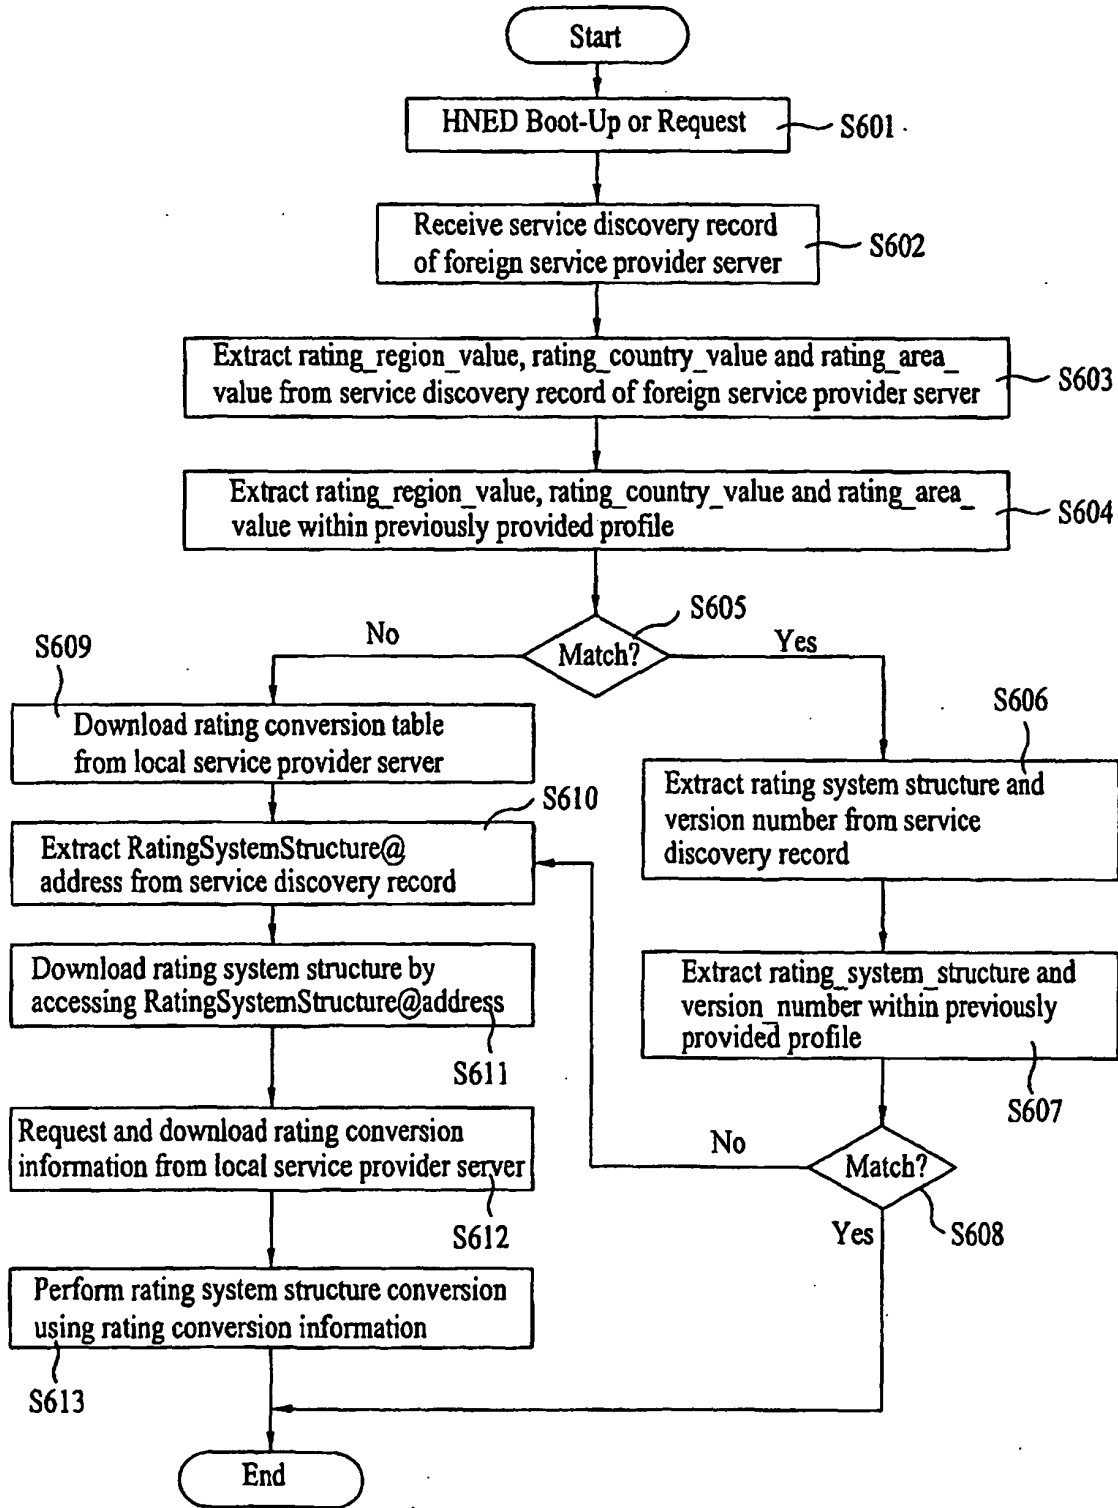 Start
HNED Boot-Up or Request
S601
Receive service discovery record
of foreign service provider server
S602
Extract rating_region_value, rating_country_value and rating_area_
value from service discovery record of foreign service provider server
S603
Extract rating_region_value, rating_country_value and rating_area_
value within previously provided profile
S604
Match?
S605
No
Yes
S609
Download rating conversion table
from local service provider server
S606
Extract rating system structure and
version number from service
discovery record
S610
Extract RatingSystemStructure@
address from service discovery record
Download rating system structure by
accessing RatingSystemStructure@address
S611
Extract rating_system_structure and
version_number within previously
provided profile
S607
Request and download rating conversion
information from local service provider server
S612
No
Match?
S608
Yes
Perform rating system structure conversion
using rating conversion information
S613
End